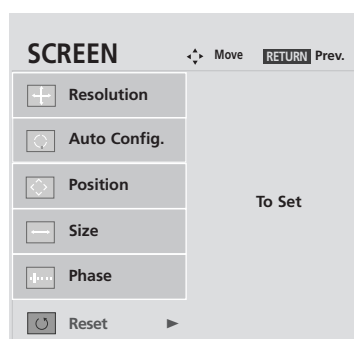 SCREEN Move RETURN Prev.
Resolution
Auto Config.
Position
To Set
Size
Phase
Reset